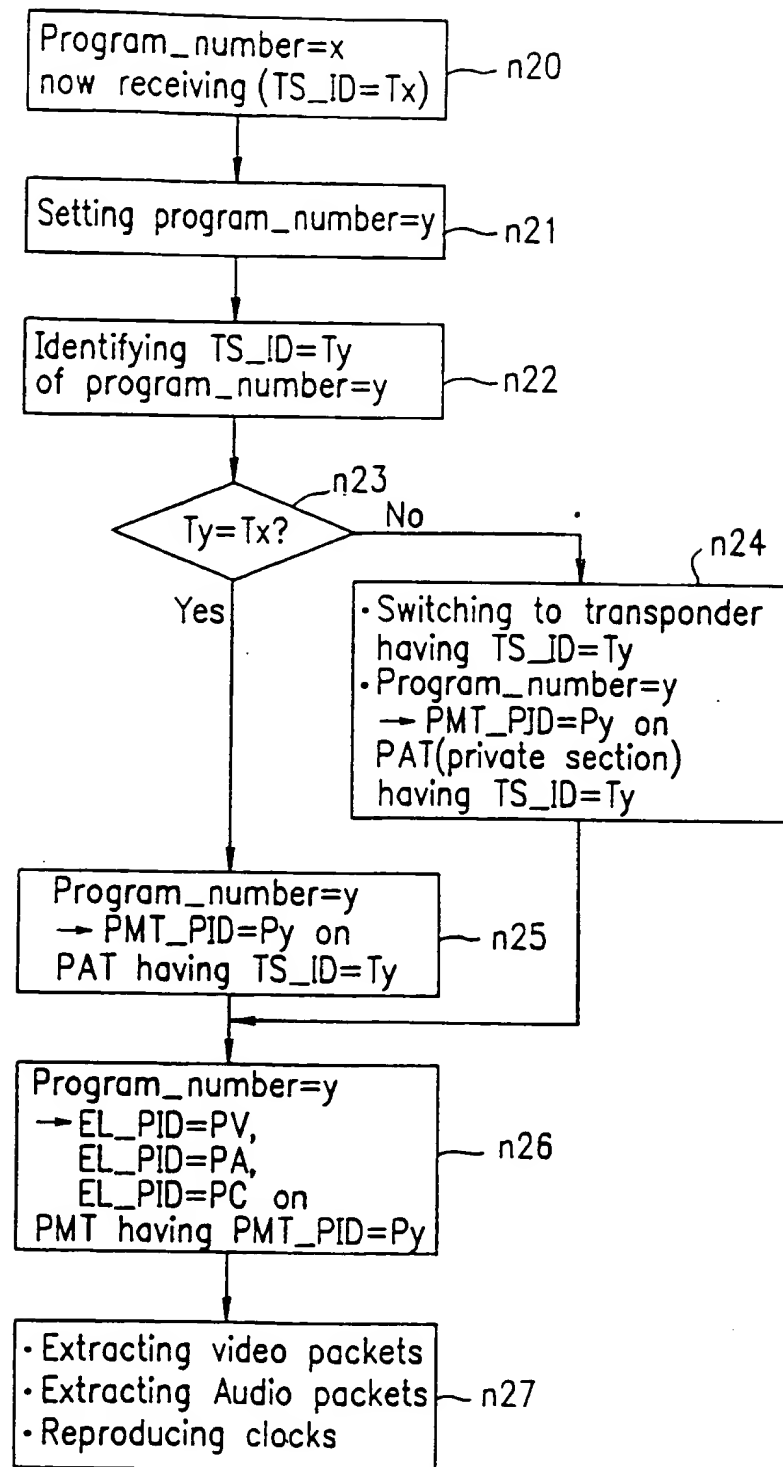 Program_number=x
now receiving (TS_ID=Tx)
n20
Setting program_number=y
n21
Identifying TS_ID=Ty
of program_number=y
n22
n23
Ty=Tx?
No
Yes
n24
· Switching to transponder
having TS_ID=Ty
· Program_number=y
→ PMT_PID=Py on
PAT(private section)
having TS_ID=Ty
Program_number=y
→ PMT_PID=Py on
PAT having TS_ID=Ty
n25
Program_number=y
→ EL_PID=PV,
EL_PID=PA,
EL_PID=PC on
PMT having PMT_PID=Py
n26
· Extracting video packets
· Extracting Audio packets
· Reproducing clocks
n27